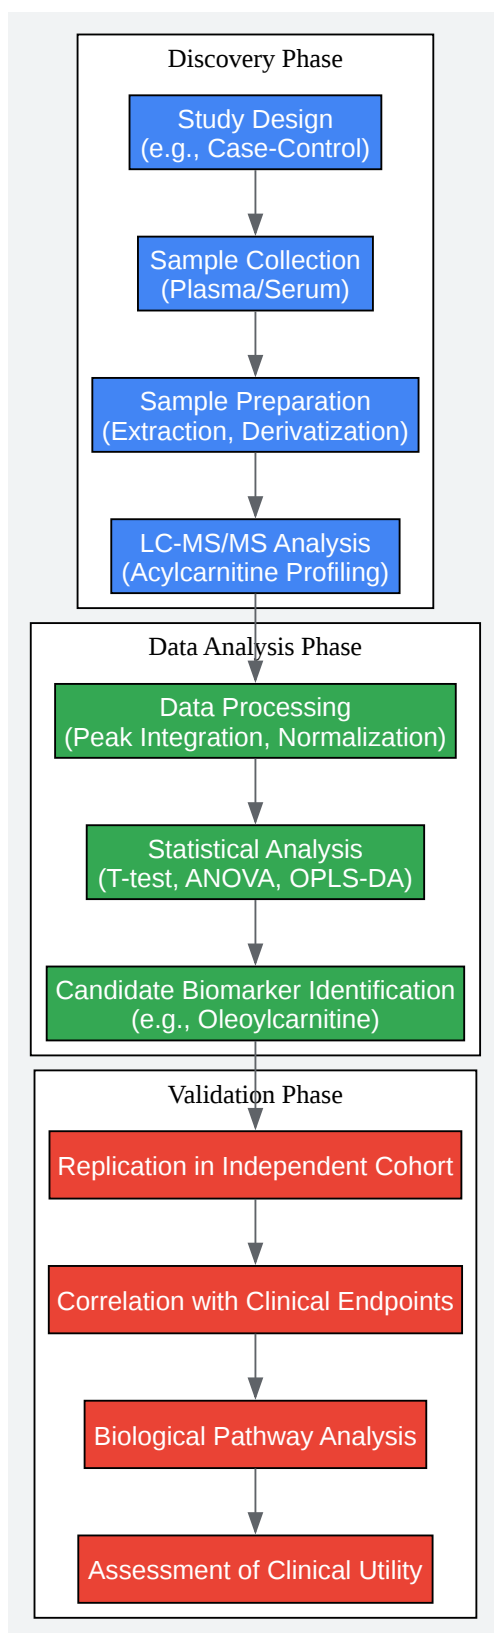 Discovery Phase
Study Design
(e.g., Case-Control)
Sample Collection
(Plasma/Serum)
Sample Preparation
(Extraction, Derivatization)
LC-MS/MS Analysis
(Acylcarnitine Profiling)
Data Analysis Phase
Data Processing
(Peak Integration, Normalization)
Statistical Analysis
(T-test, ANOVA, OPLS-DA)
Candidate Biomarker Identification
(e.g., Oleoylcarnitine)
Validation Phase
Replication in Independent Cohort
Correlation with Clinical Endpoints
Biological Pathway Analysis
Assessment of Clinical Utility